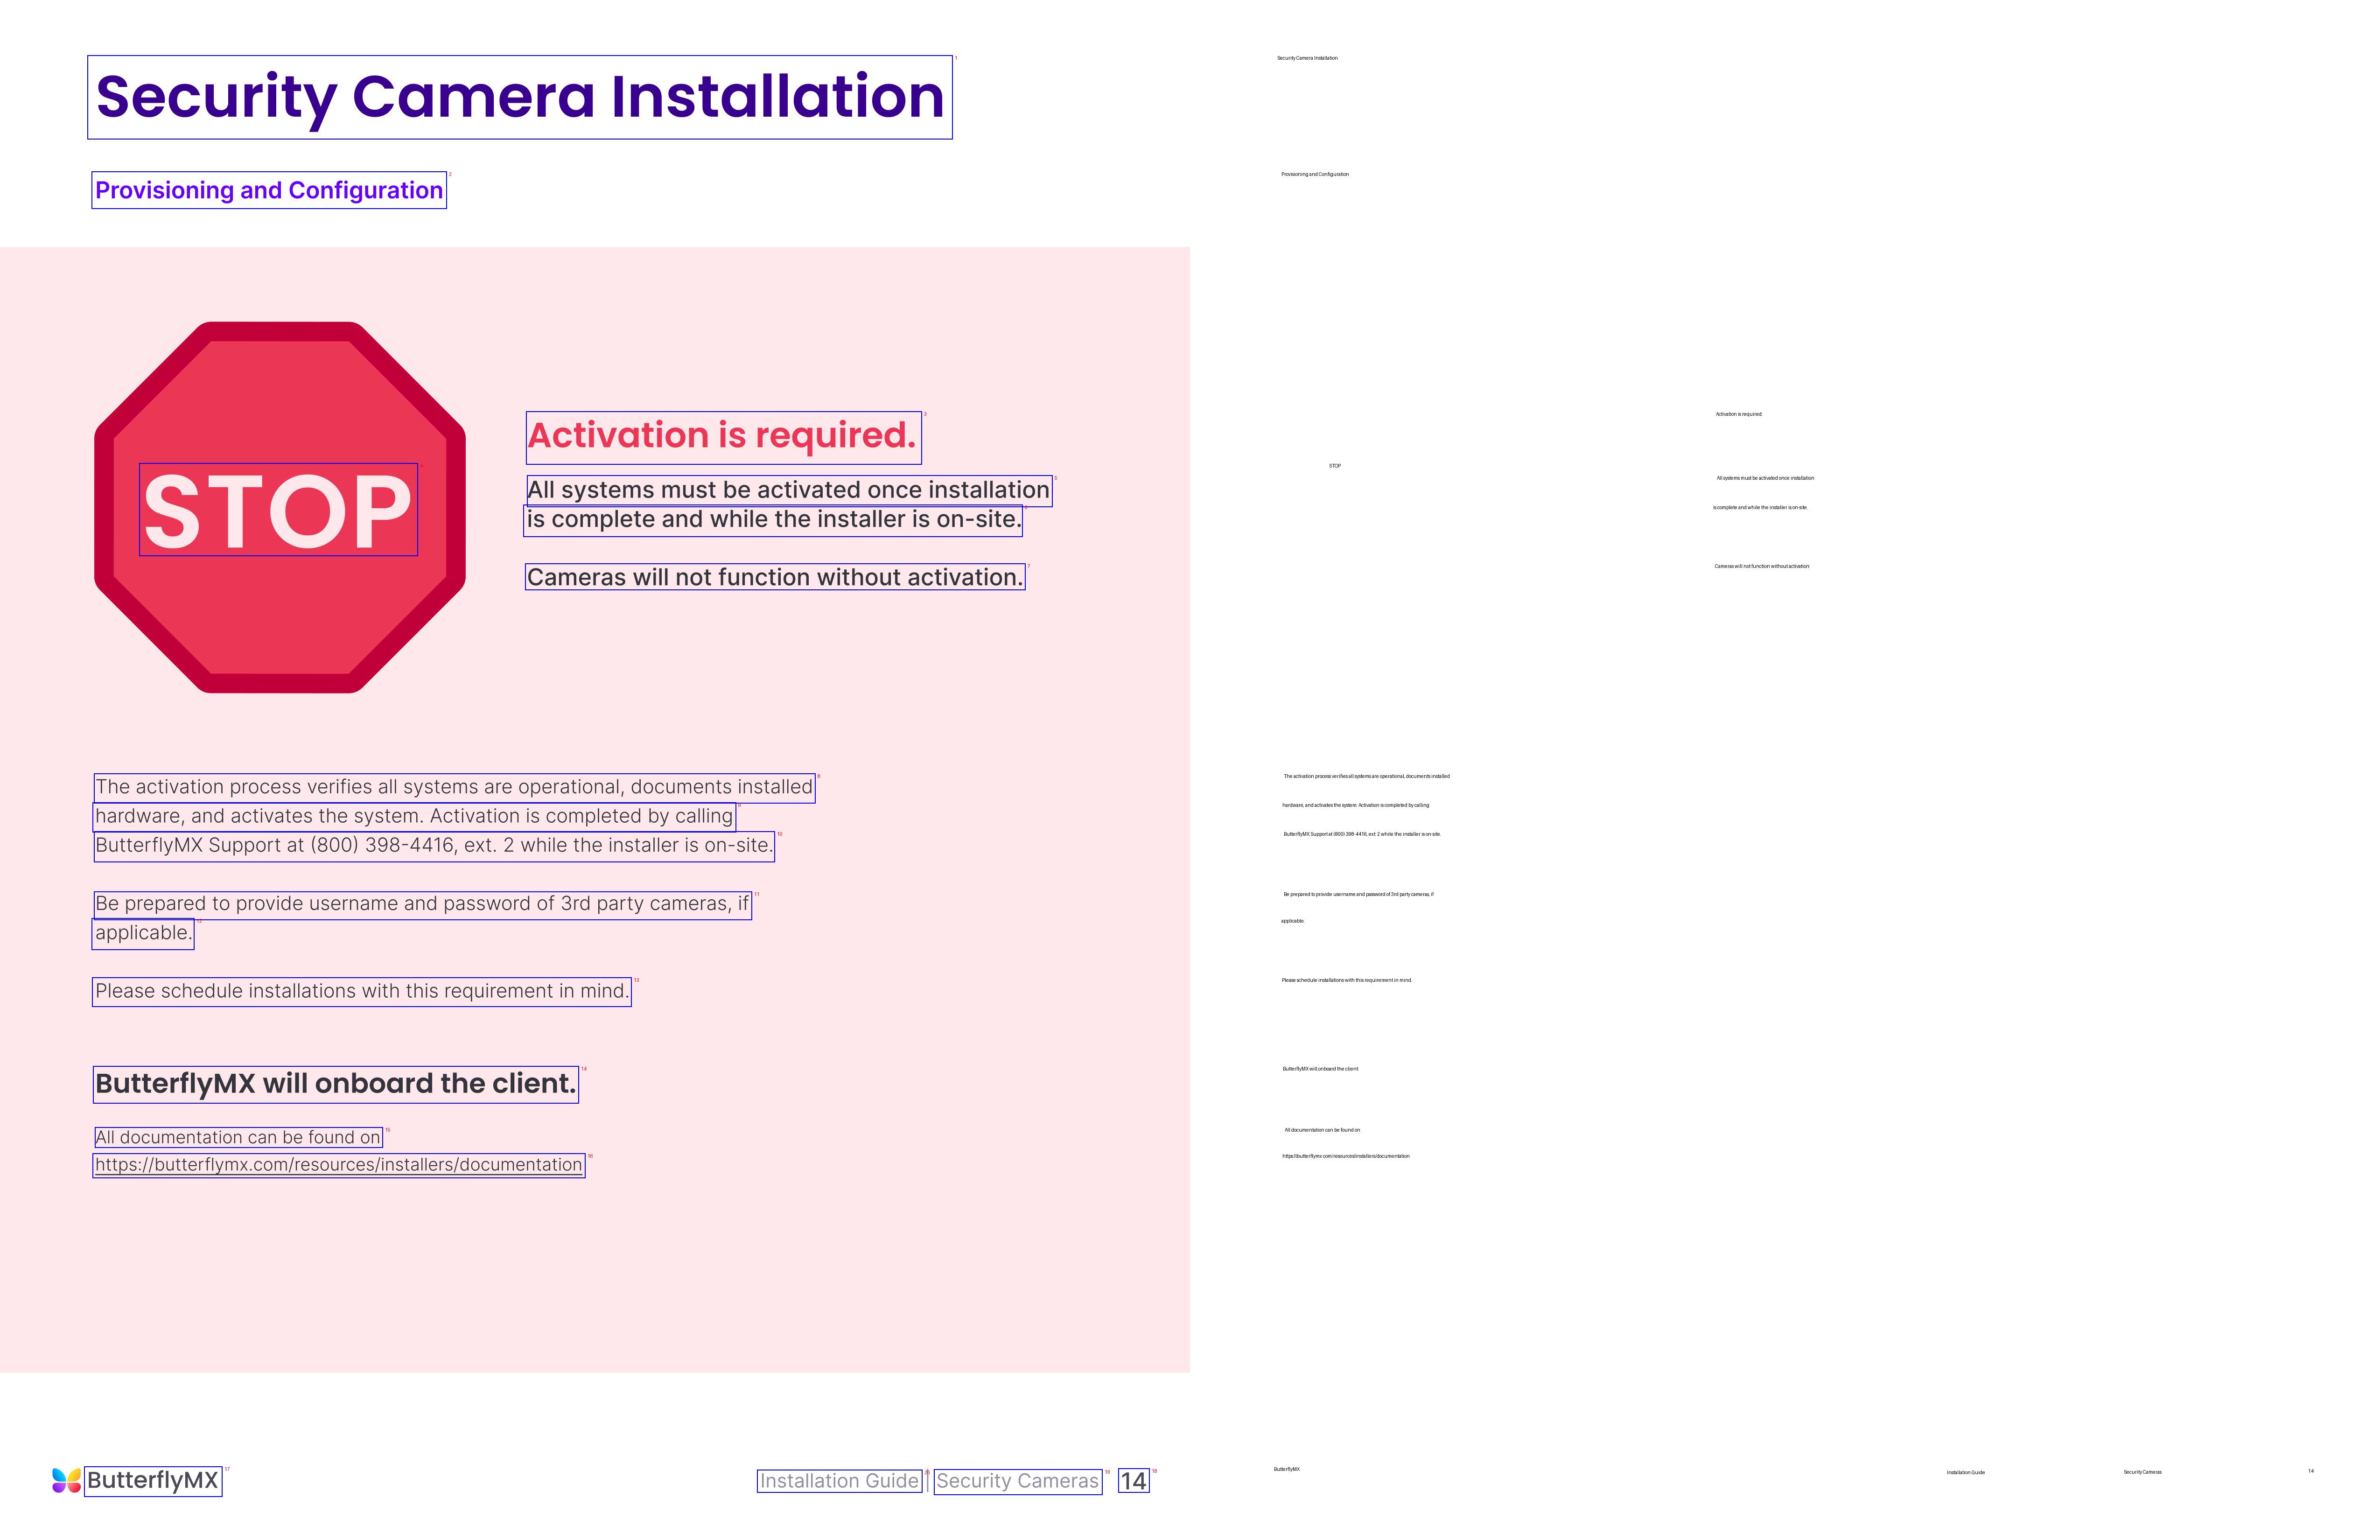 Security Camera Installation
Provisioning and Configuration
STOP
Activation is required.
All systems must be activated once installation
is complete and while the installer is on-site.
Cameras will not function without activation.
The activation process verifies all systems are operational, documents installed
hardware, and activates the system. Activation is completed by calling
ButterflyMX Support at (800) 398-4416, ext. 2 while the installer is on-site.
Be prepared to provide username and password of 3rd party cameras, if
applicable.
Please schedule installations with this requirement in mind.
ButterflyMX will onboard the client.
All documentation can be found on
https://butterflymx.com/resources/installers/documentation
ButterflyMX
Installation Guide | Security Cameras 14
Security Camera Installation
Provisioning and Configuration
Activation is required.
STOP
All systems must be activated once installation
is complete and while the installer is on-site.
Cameras will not function without activation.
The activation process verifies all systems are operational, documents installed
hardware, and activates the system. Activation is completed by calling
ButterflyMX Support at (800) 398-4416, ext. 2 while the installer is on-site.
Be prepared to provide username and password of 3rd party cameras, if
applicable.
Please schedule installations with this requirement in mind.
ButterflyMX will onboard the client.
All documentation can be found on
https://butterflymx.com/resources/installers/documentation
ButterflyMX
Installation Guide
Security Cameras
14